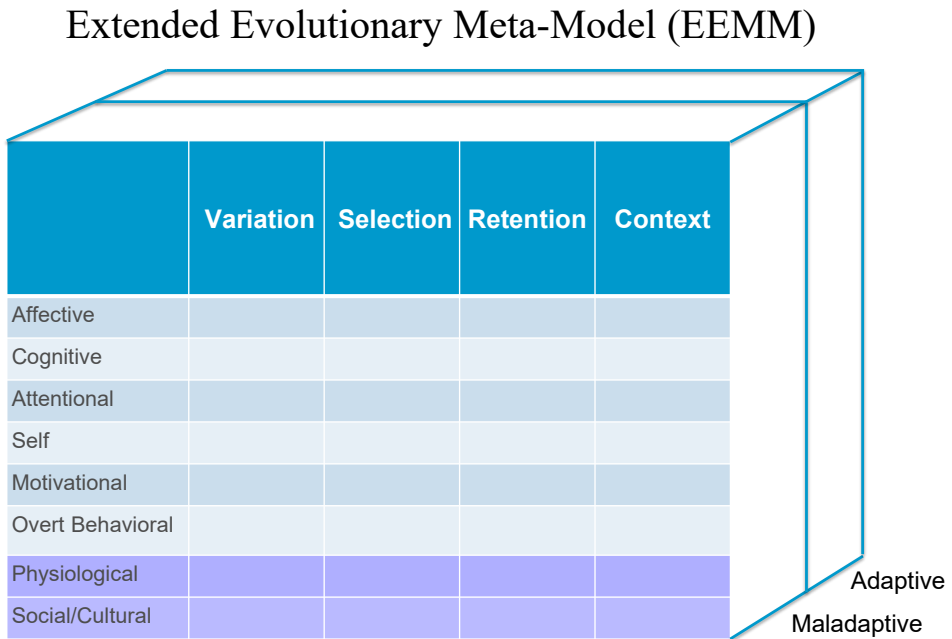 Extended Evolutionary Meta-Model (EEMM)
Variation Selection Retention Context
Affective
Cognitive
Attentional
Self
Motivational
Overt Behavioral
Physiological
Social/Cultural
Adaptive
Maladaptive